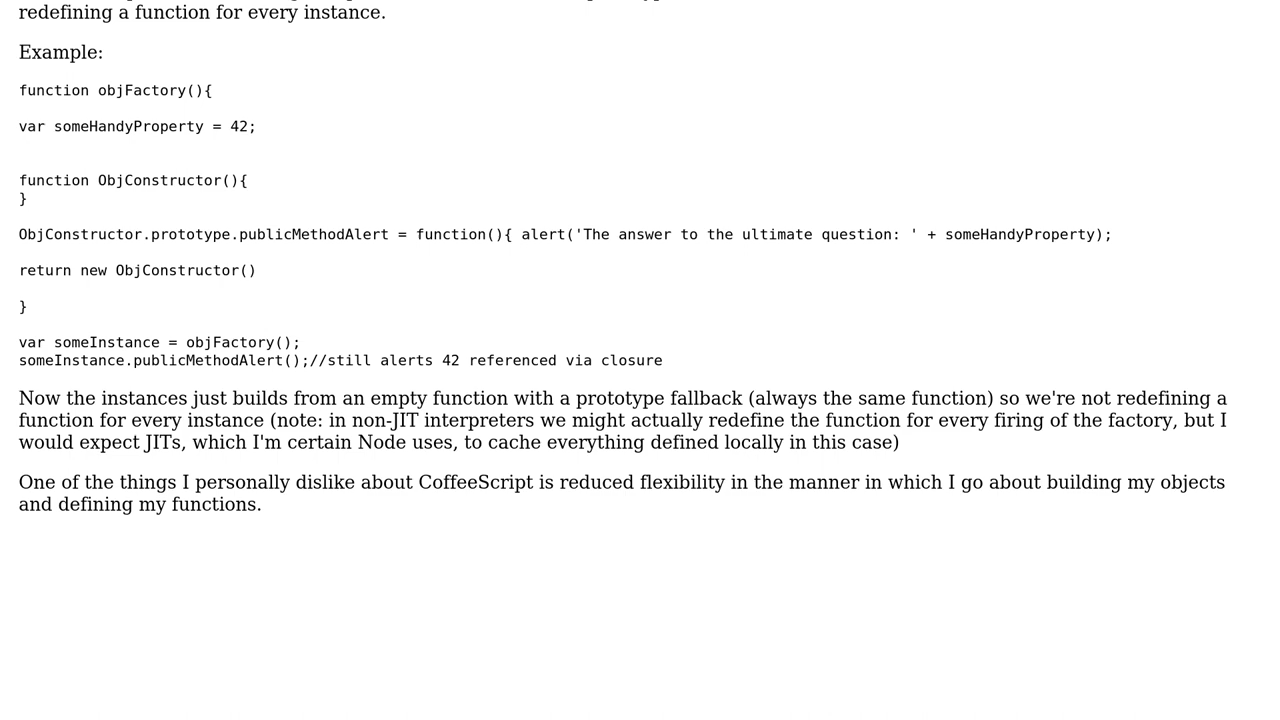 redefining a function for every instance.
Example:
function objFactory(){
var someHandyProperty = 42;
function ObjConstructor(){
}
ObjConstructor.prototype.publicMethodAlert = function(){ alert('The answer to the ultimate question: ' + someHandyProperty);
return new ObjConstructor()
}
var someInstance = objFactory();
someInstance.publicMethodAlert();//still alerts 42 referenced via closure
Now the instances just builds from an empty function with a prototype fallback (always the same function) so we're not redefining a
function for every instance (note: in non-JIT interpreters we might actually redefine the function for every firing of the factory, but I
would expect JITs, which I'm certain Node uses, to cache everything defined locally in this case)
One of the things I personally dislike about CoffeeScript is reduced flexibility in the manner in which I go about building my objects
and defining my functions.